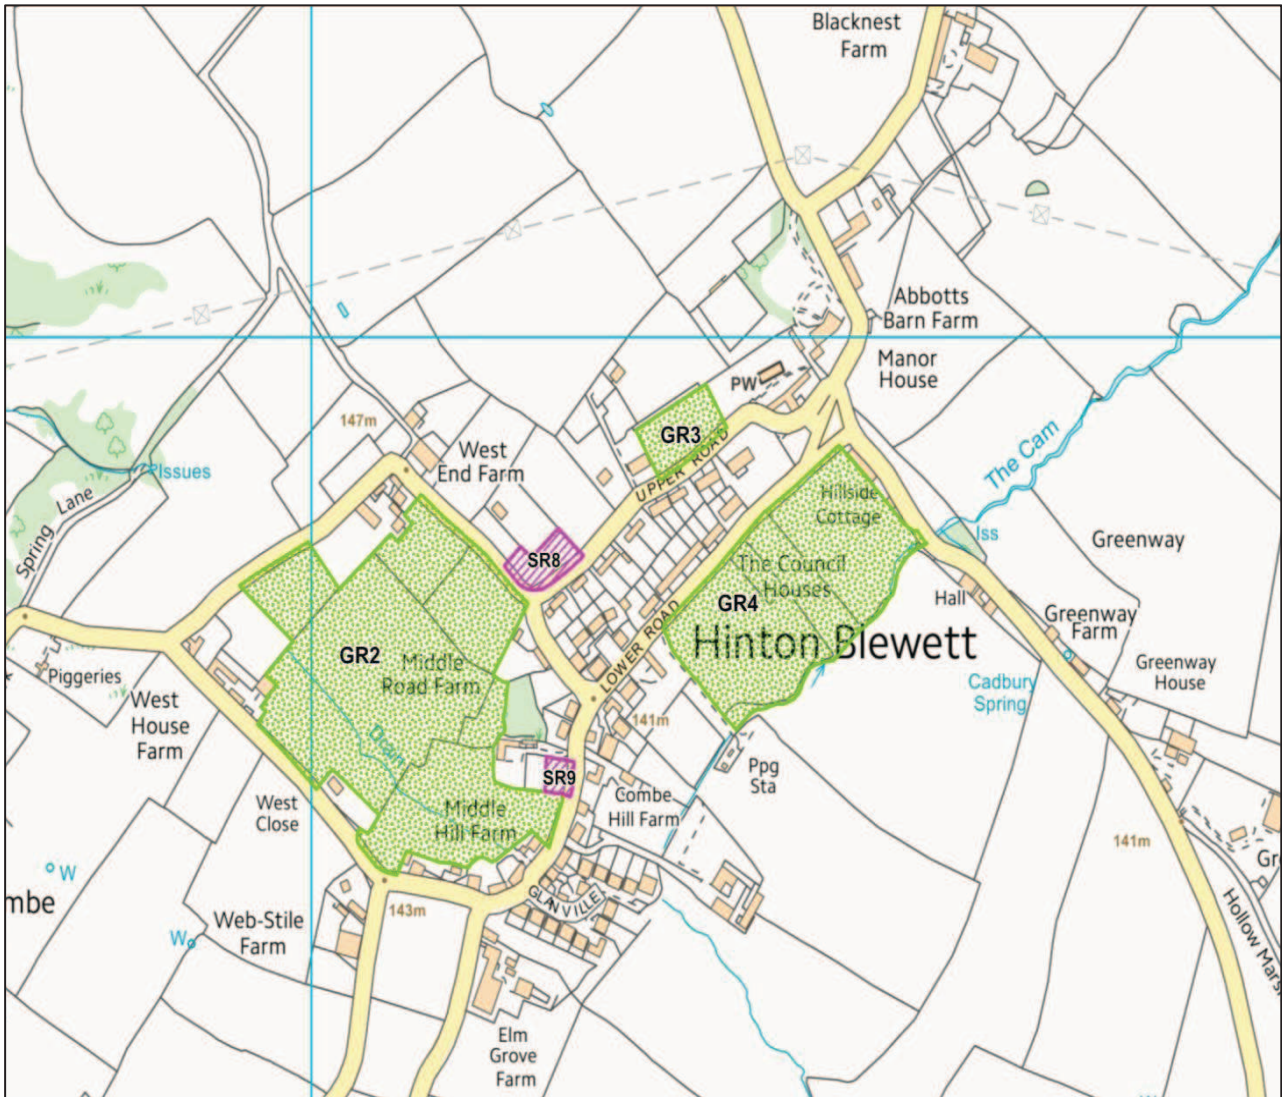 Blacknest
Farm
Abbotts
Barn Farm
Manor
House
PW
147m
West
End Farm
GR3
UPPER ROAD
The Cam
Issues
Spring Lane
Hillside
Cottage
Iss
Greenway
SR8
The Council
Houses
GR4
Hall
LOWER ROAD
Hinton Blewett
Greenway
Farm
GR2
Middle
Road Farm
Piggeries
Greenway
House
West
House
Farm
Cadbury
Spring
141m
Drain
SR9
Ppg
Sta
West
Close
Middle
Hill Farm
Combe
Hill Farm
141m
Gr
W
mbe
GLANVILLE
143m
Web-Stile
Farm
W
Hollow Mars
Elm
Grove
Farm